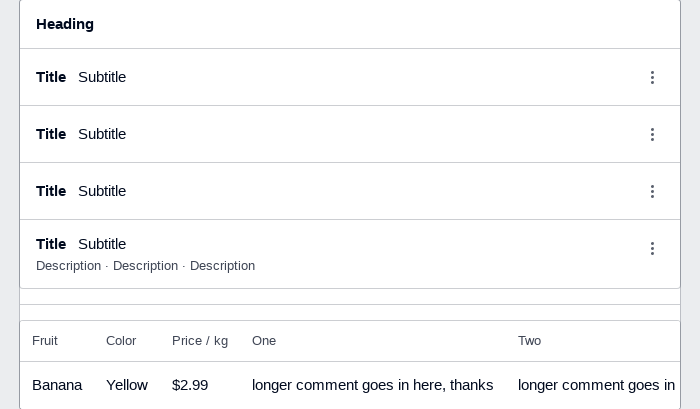 Heading
Title Subtitle
Title Subtitle
Title Subtitle
Title Subtitle
Description · Description · Description
Fruit Color Price / kg One Two
Banana Yellow $2.99 longer comment goes in here, thanks longer comment goes in